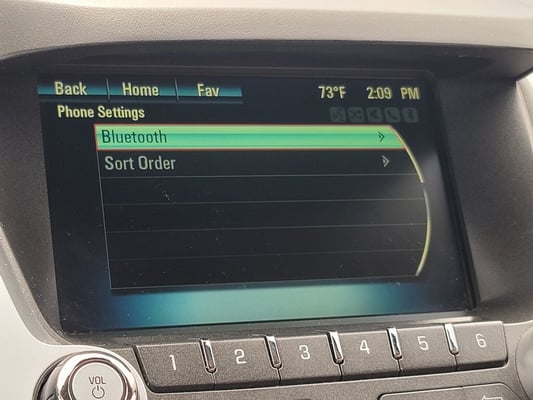 Back Home Fav 73°F 2:09 PM
Phone Settings
Bluetooth
Sort Order
1 2 3 4 5 6
VOL